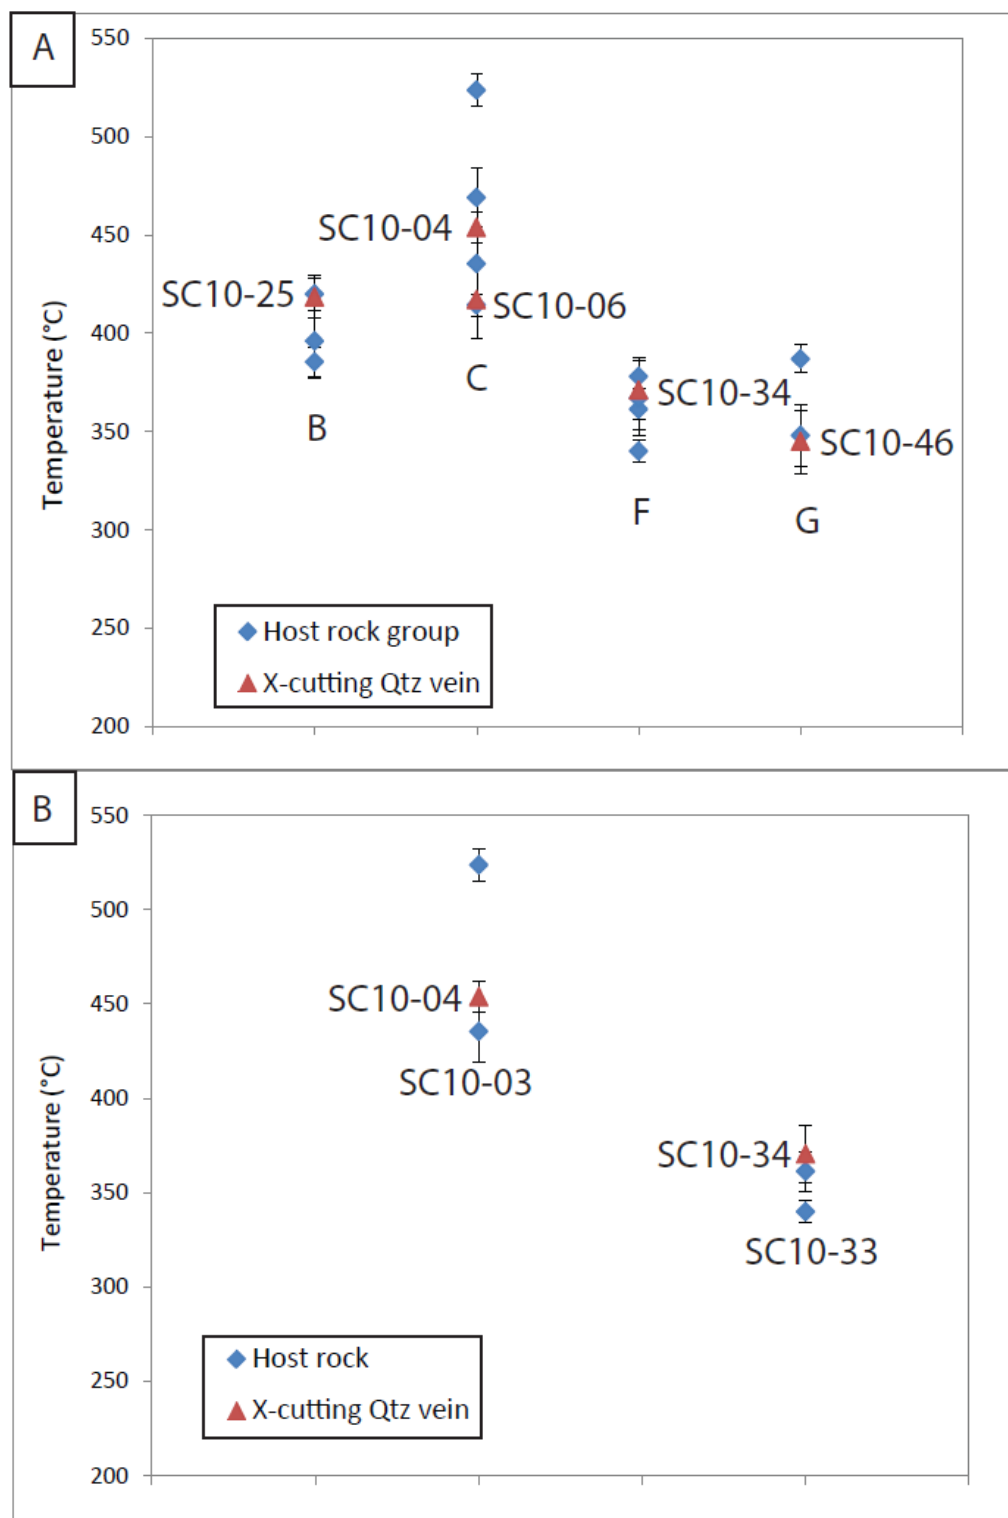 A
550
500
SC10-04
450
SC10-25
SC10-06
400
C
B
SC10-34
350
SC10-46
F
G
300
250
200
Temperature (°C)
Host rock group
X-cutting Qtz vein
B
550
500
SC10-04
450
SC10-03
400
SC10-34
350
SC10-33
300
250
200
Temperature (°C)
Host rock
X-cutting Qtz vein